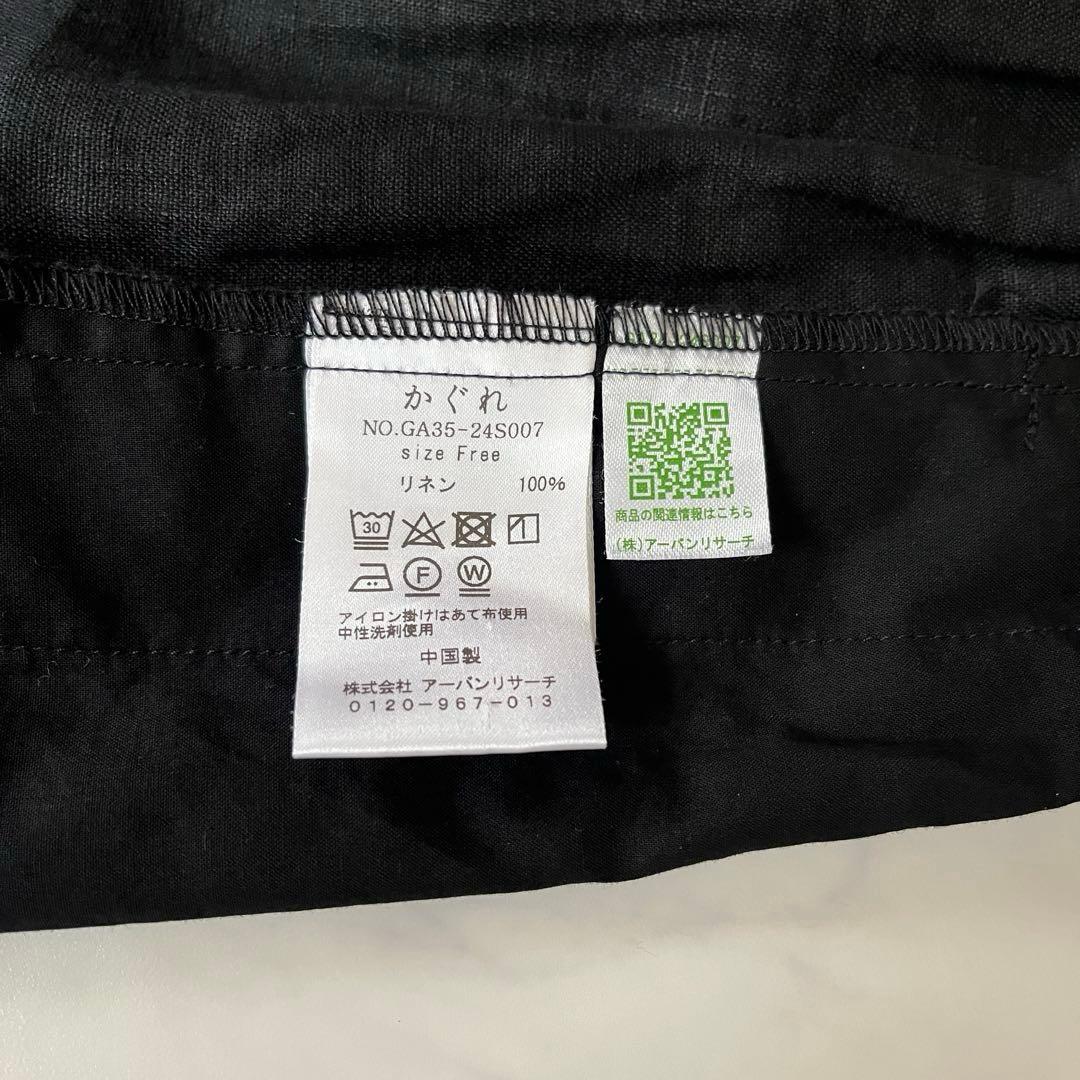 かぐれ
NO.GA35-24S007
size Free
リネン 100%
30
F W
アイロン掛けはあて布使用
中性洗剤使用
中国製
株式会社 アーバンリサーチ
0120-967-013
商品の関連情報はこちら
(株)アーバンリサーチ